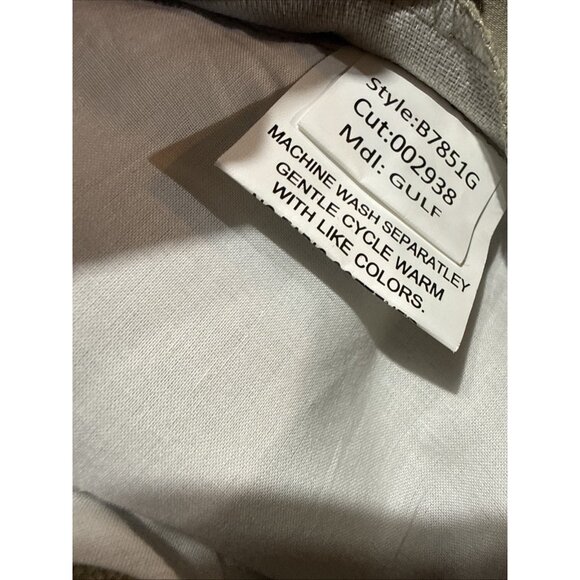 Style:B7851G
Cut:002938
Mdl: GULF
MACHINE WASH SEPARATLEY
GENTLE CYCLE WARM
WITH LIKE COLORS.